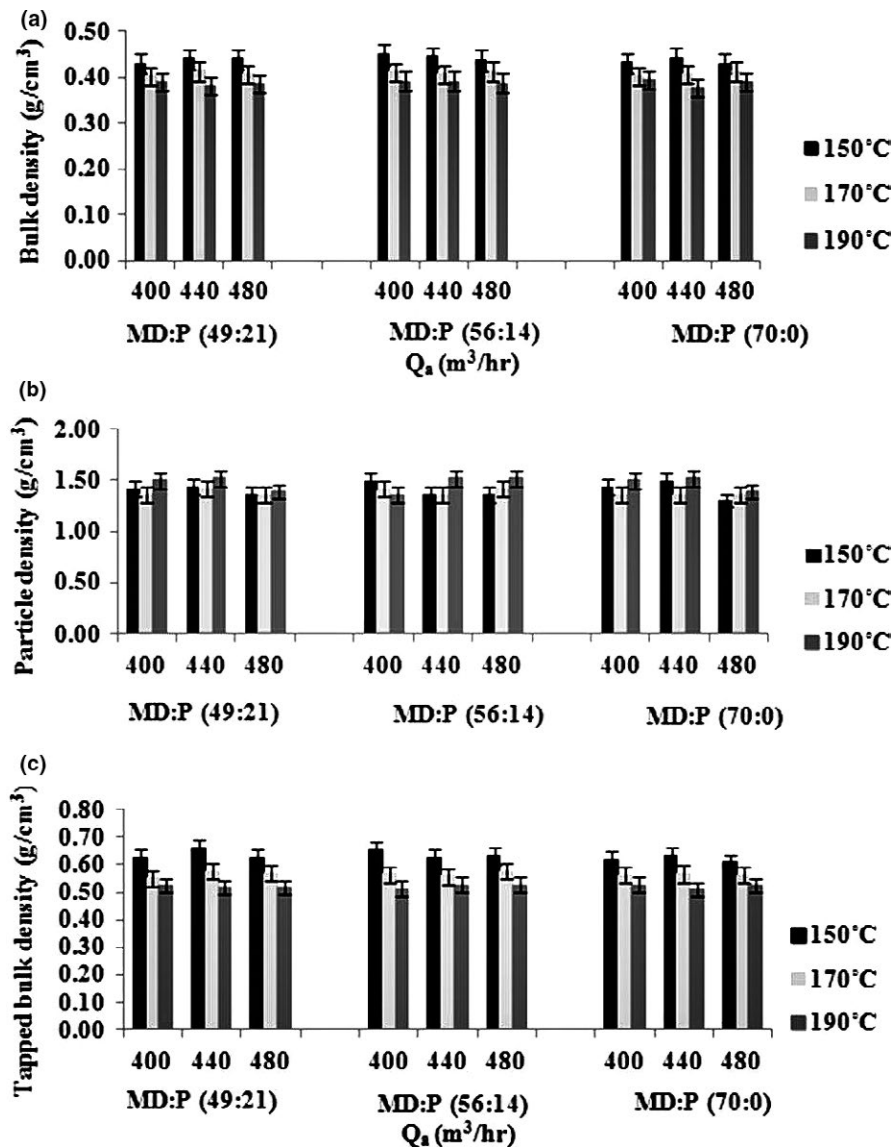 (a)
Bulk density (g/cm³)
0.50
0.40
0.30
0.20
0.10
0.00
400 440 480 400 440 480 400 440 480
MD:P (49:21) MD:P (56:14) MD:P (70:0)
Qₐ (m³/hr)
150°C
170°C
190°C
(b)
Particle density (g/cm³)
2.00
1.50
1.00
0.50
0.00
400 440 480 400 440 480 400 440 480
MD:P (49:21) MD:P (56:14) MD:P (70:0)
150°C
170°C
190°C
(c)
Tapped bulk density (g/cm³)
0.80
0.70
0.60
0.50
0.40
0.30
0.20
0.10
0.00
400 440 480 400 440 480 400 440 480
MD:P (49:21) MD:P (56:14) MD:P (70:0)
Qₐ (m³/hr)
150°C
170°C
190°C